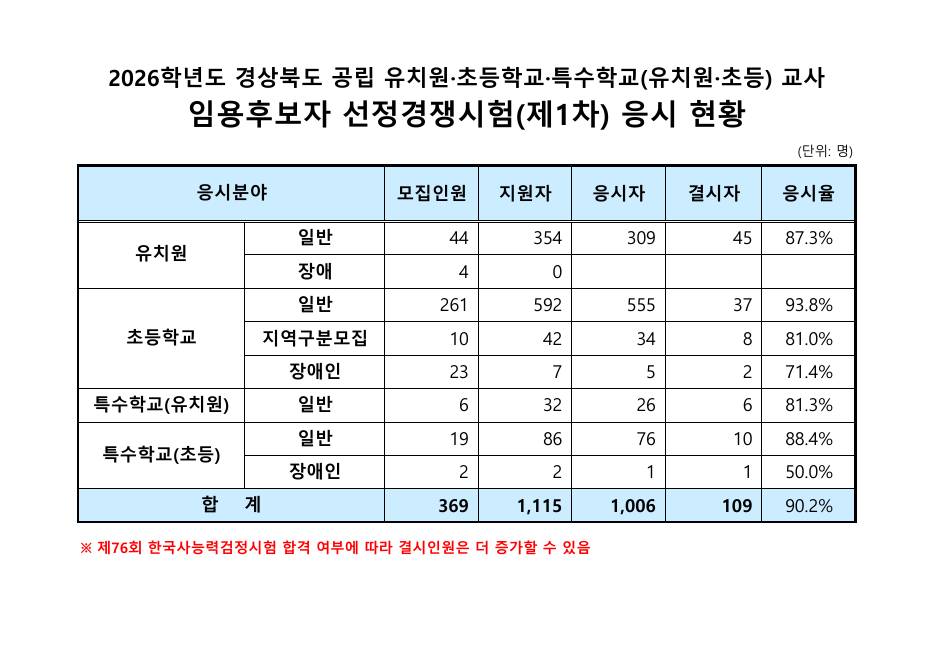 2026학년도 경상북도 공립 유치원·초등학교·특수학교(유치원·초등) 교사
임용후보자 선정경쟁시험(제1차) 응시 현황
(단위: 명)
응시분야 모집인원 지원자 응시자 결시자 응시율
유치원 일반 44 354 309 45 87.3%
장애 4 0
초등학교 일반 261 592 555 37 93.8%
지역구분모집 10 42 34 8 81.0%
장애인 23 7 5 2 71.4%
특수학교(유치원) 일반 6 32 26 6 81.3%
특수학교(초등) 일반 19 86 76 10 88.4%
장애인 2 2 1 1 50.0%
합 계 369 1,115 1,006 109 90.2%
※ 제76회 한국사능력검정시험 합격 여부에 따라 결시인원은 더 증가할 수 있음